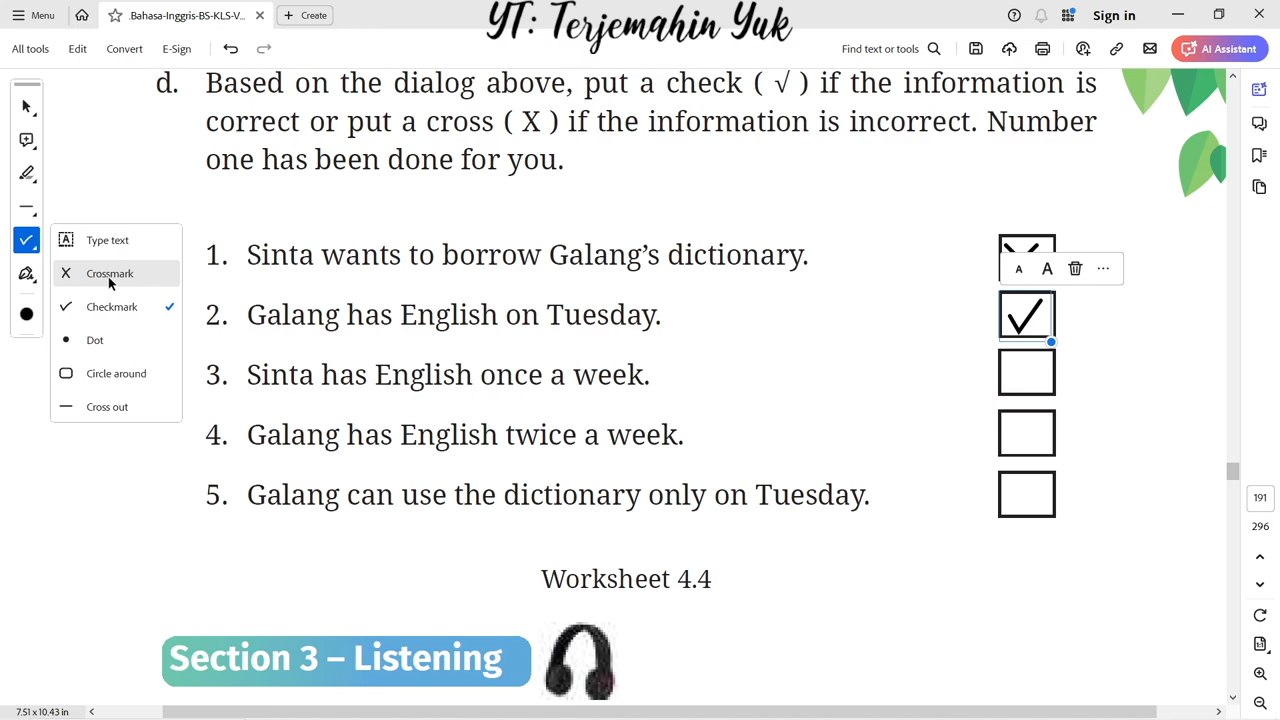 Menu
.Bahasa-Inggris-BS-KLS-V...
Create
YT: Terjemahin Yuk
Sign in
All tools
Edit
Convert
E-Sign
Find text or tools
AI Assistant
d. Based on the dialog above, put a check ( √ ) if the information is
correct or put a cross ( X ) if the information is incorrect. Number
one has been done for you.
Type text
Crossmark
Checkmark
Dot
Circle around
Cross out
1. Sinta wants to borrow Galang's dictionary.
A A ...
2. Galang has English on Tuesday.
3. Sinta has English once a week.
4. Galang has English twice a week.
5. Galang can use the dictionary only on Tuesday.
Worksheet 4.4
Section 3 – Listening
191
296
7.51 x 10.43 in